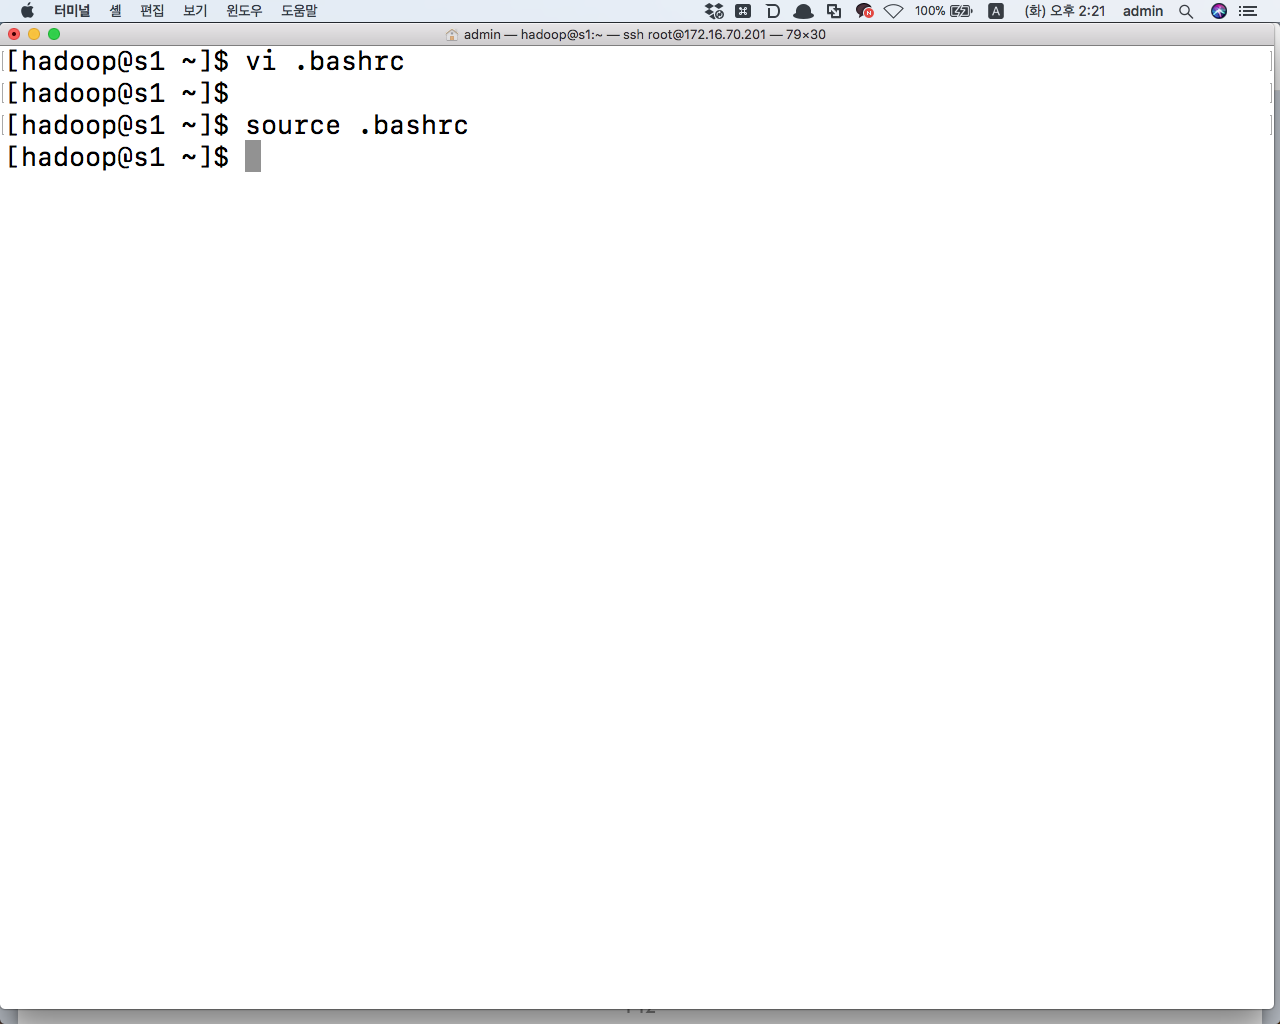 터미널 셸 편집 보기 윈도우 도움말 100% A (화) 오후 2:21 admin
admin — hadoop@s1:~ — ssh root@172.16.70.201 — 79×30
[hadoop@s1 ~]$ vi .bashrc
[hadoop@s1 ~]$
[hadoop@s1 ~]$ source .bashrc
[hadoop@s1 ~]$